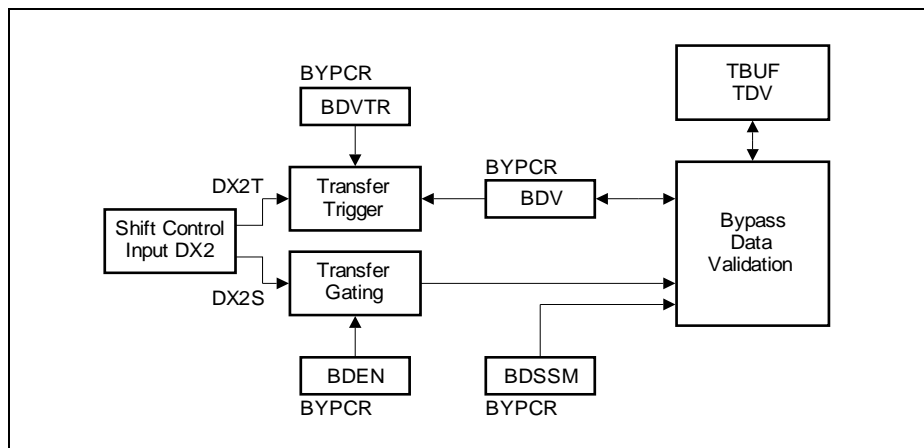 BYPCR
BDVTR
TBUF
TDV
DX2T
Transfer
Trigger
BYPCR
BDV
Shift Control
Input DX2
Bypass
Data
Validation
DX2S
Transfer
Gating
BDEN
BYPCR
BDSSM
BYPCR